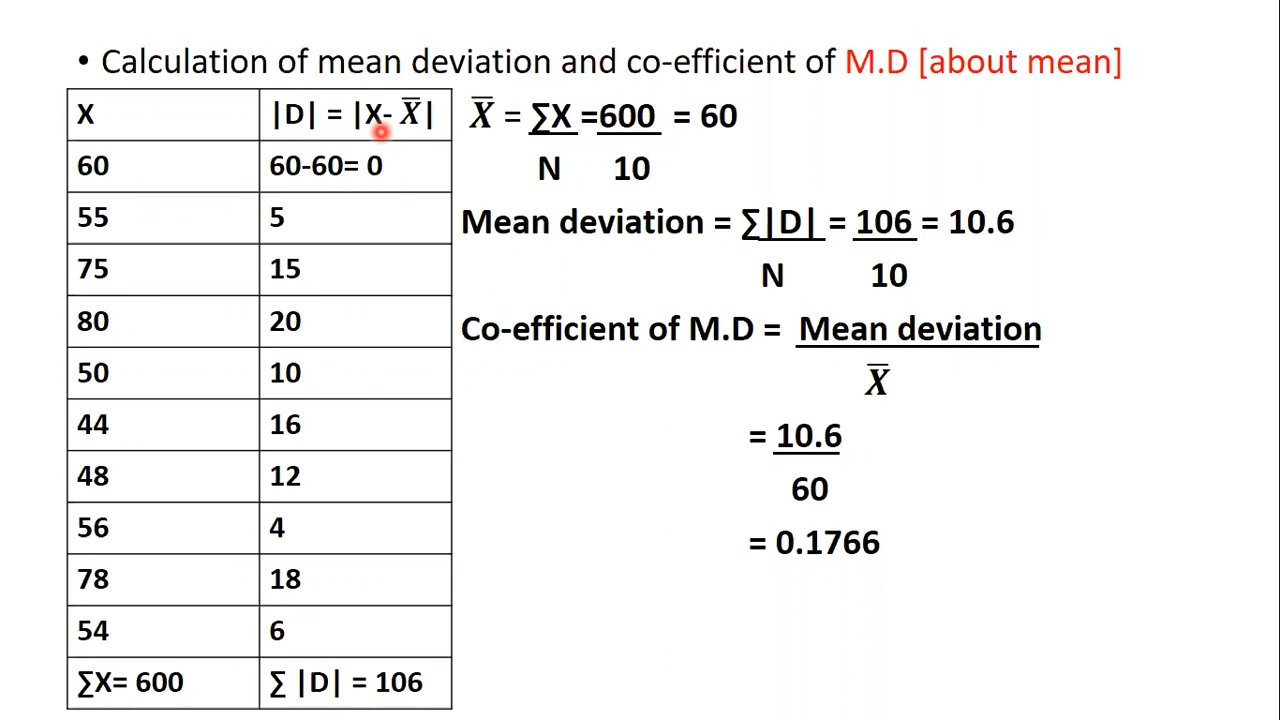 • Calculation of mean deviation and co-efficient of M.D [about mean]
X |D| = |X- X̅|
60 60-60= 0
55 5
75 15
80 20
50 10
44 16
48 12
56 4
78 18
54 6
∑X= 600 ∑ |D| = 106
X̅ = ∑X =600 = 60
N 10
Mean deviation = ∑|D| = 106 = 10.6
N 10
Co-efficient of M.D = Mean deviation
X̅
= 10.6
60
= 0.1766